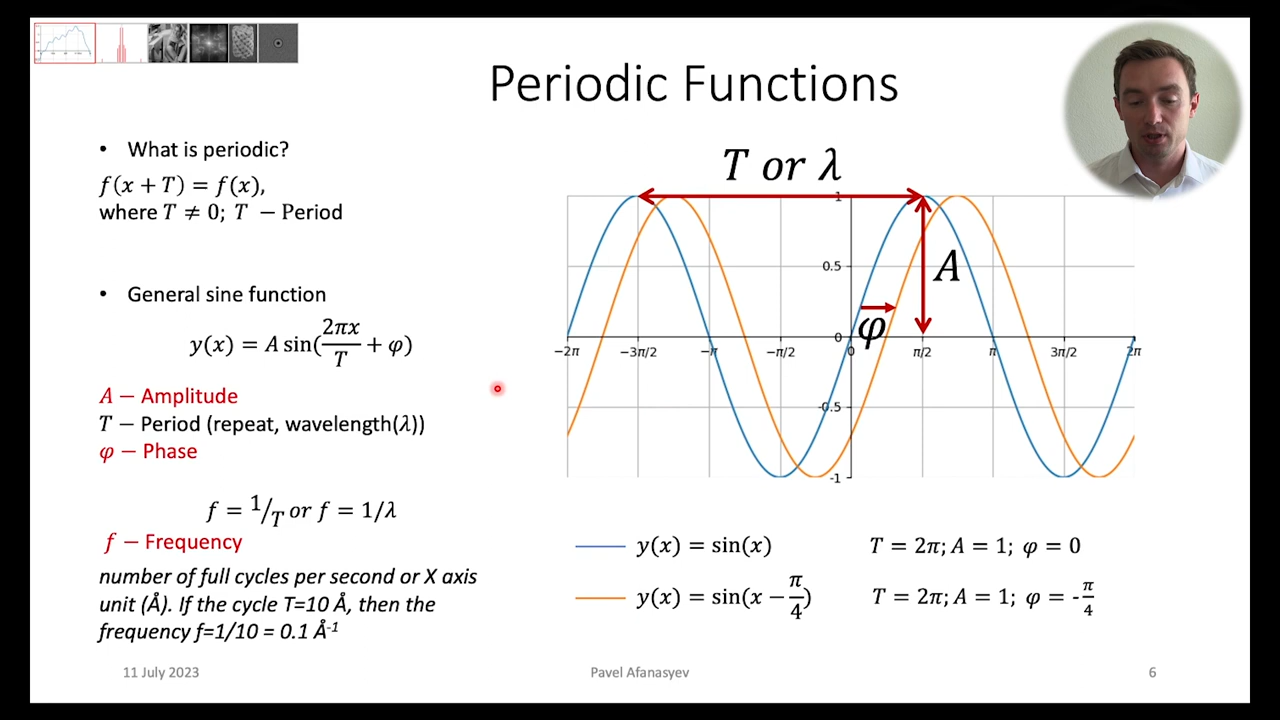 Periodic Functions
• What is periodic?
f(x + T) = f(x),
where T ≠ 0; T − Period
• General sine function
y(x) = A sin(2πx/T + φ)
A − Amplitude
T − Period (repeat, wavelength(λ))
φ − Phase
f = 1/T or f = 1/λ
f − Frequency
number of full cycles per second or X axis
unit (Å). If the cycle T=10 Å, then the
frequency f=1/10 = 0.1 Å⁻¹
T or λ
1
0.5
A
φ
0
−2π −3π/2 −π −π/2 0 π/2 π 3π/2 2π
-0.5
-1
y(x) = sin(x) T = 2π; A = 1; φ = 0
y(x) = sin(x − π/4) T = 2π; A = 1; φ = -π/4
11 July 2023 Pavel Afanasyev 6